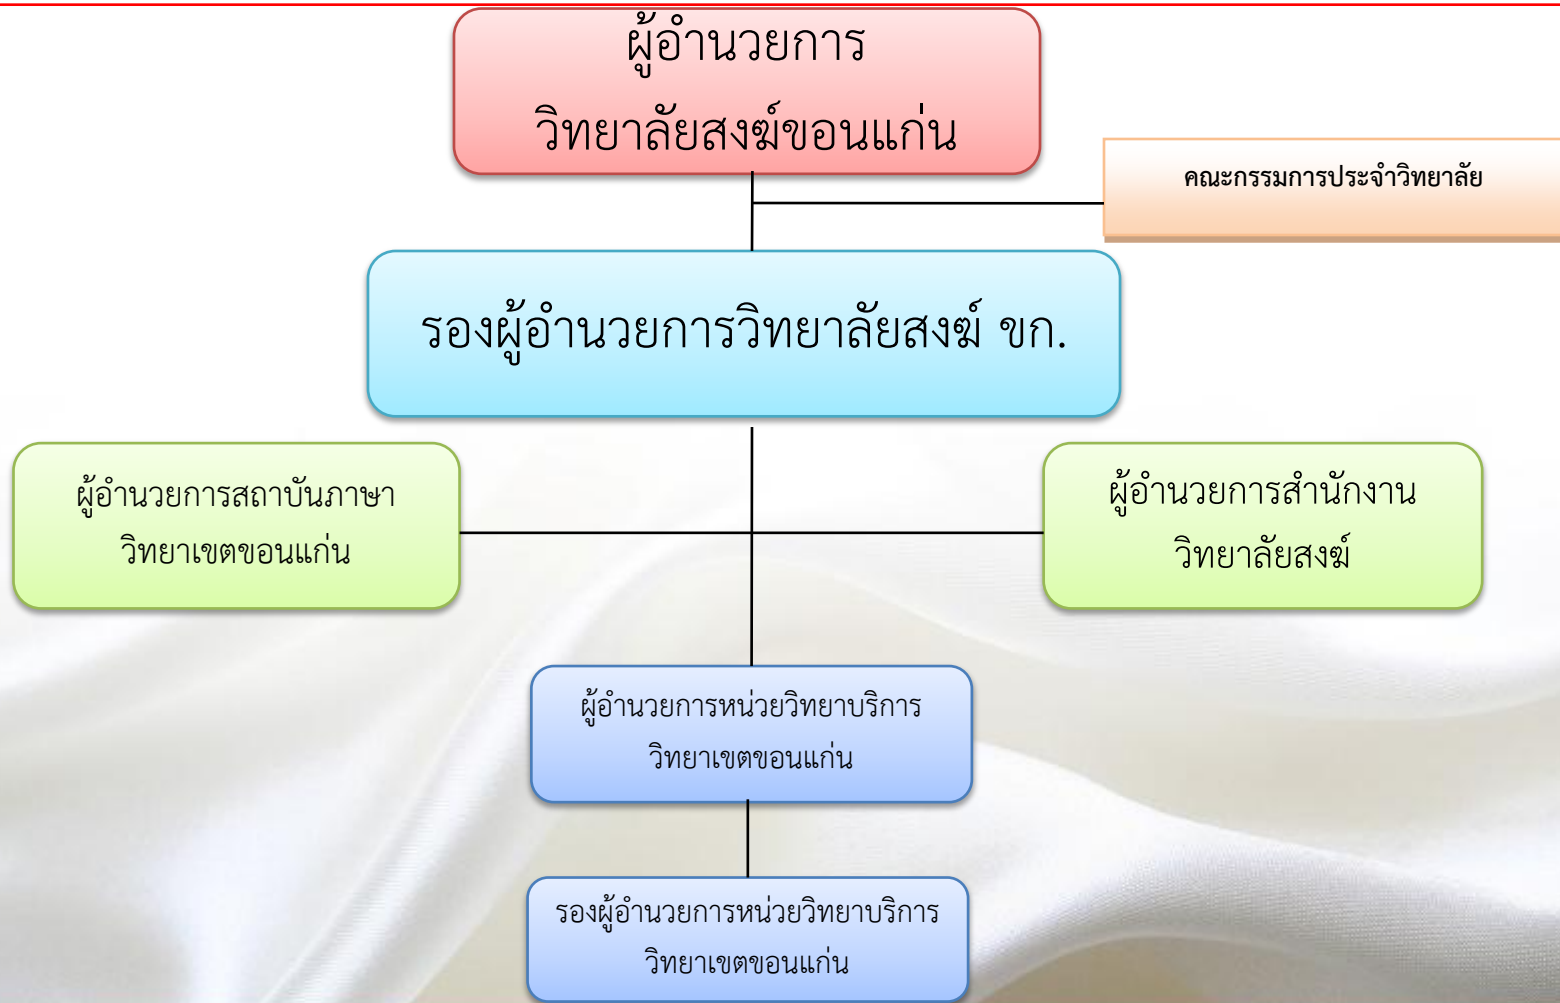 ผู้อำนวยการ
วิทยาลัยสงฆ์ขอนแก่น
คณะกรรมการประจำวิทยาลัย
รองผู้อำนวยการวิทยาลัยสงฆ์ ขก.
ผู้อำนวยการสถาบันภาษา
วิทยาเขตขอนแก่น
ผู้อำนวยการสำนักงาน
วิทยาลัยสงฆ์
ผู้อำนวยการหน่วยวิทยาบริการ
วิทยาเขตขอนแก่น
รองผู้อำนวยการหน่วยวิทยาบริการ
วิทยาเขตขอนแก่น